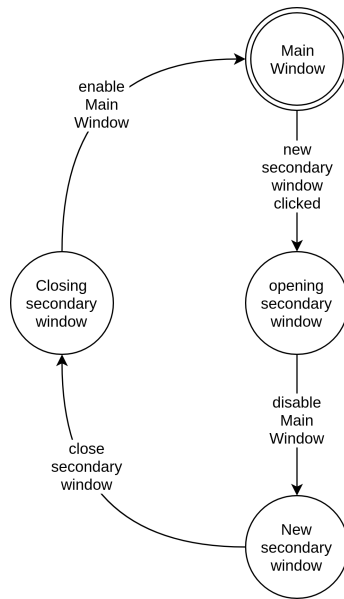 Main
Window
enable
Main
Window
new
secondary
window
clicked
Closing
secondary
window
opening
secondary
window
disable
Main
Window
close
secondary
window
New
secondary
window